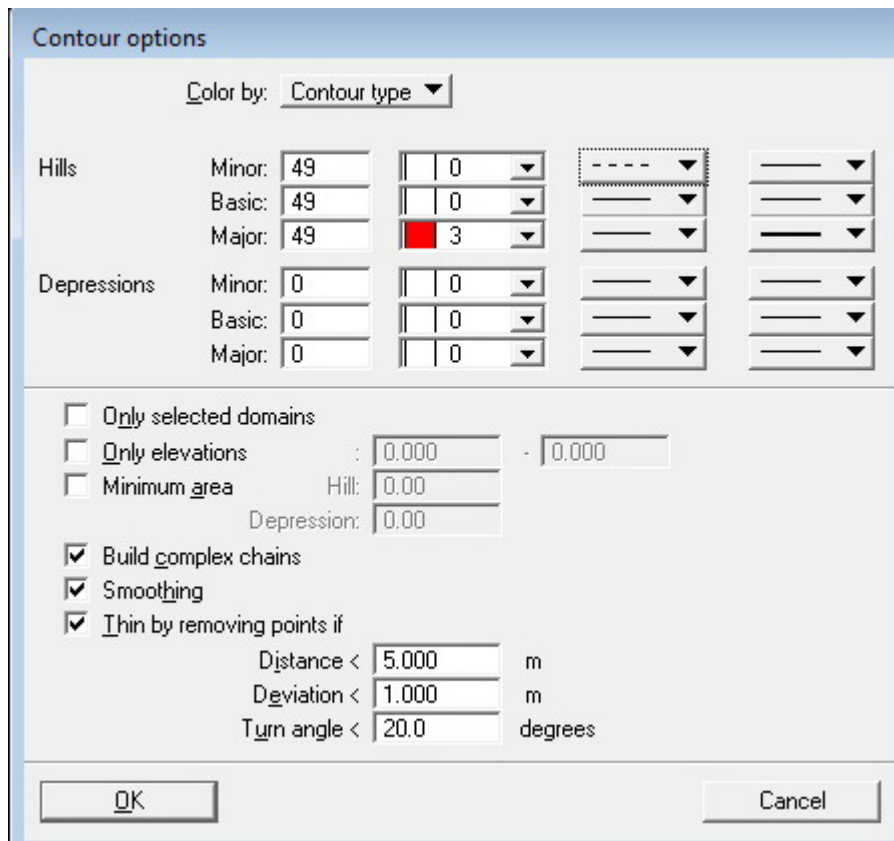 Contour options
Color by: Contour type
Hills Minor: 49 0
Basic: 49 0
Major: 49 3
Depressions Minor: 0 0
Basic: 0 0
Major: 0 0
Only selected domains
Only elevations : 0.000 - 0.000
Minimum area Hill: 0.00
Depression: 0.00
Build complex chains
Smoothing
Thin by removing points if
Distance < 5.000 m
Deviation < 1.000 m
Turn angle < 20.0 degrees
OK Cancel